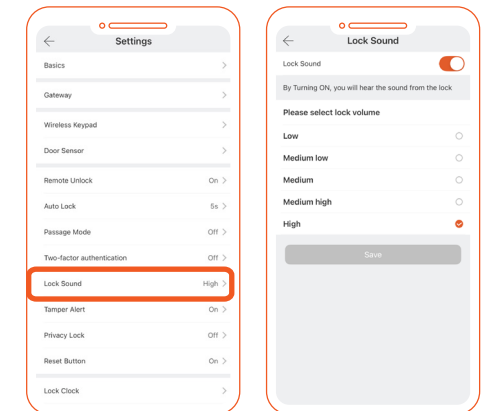 Settings
Basics
Gateway
Wireless Keypad
Door Sensor
Remote Unlock On
Auto Lock 5s
Passage Mode Off
Two-factor authentication Off
Lock Sound High
Tamper Alert On
Privacy Lock Off
Reset Button On
Lock Clock
Lock Sound
Lock Sound
By Turning ON, you will hear the sound from the lock
Please select lock volume
Low
Medium low
Medium
Medium high
High
Save